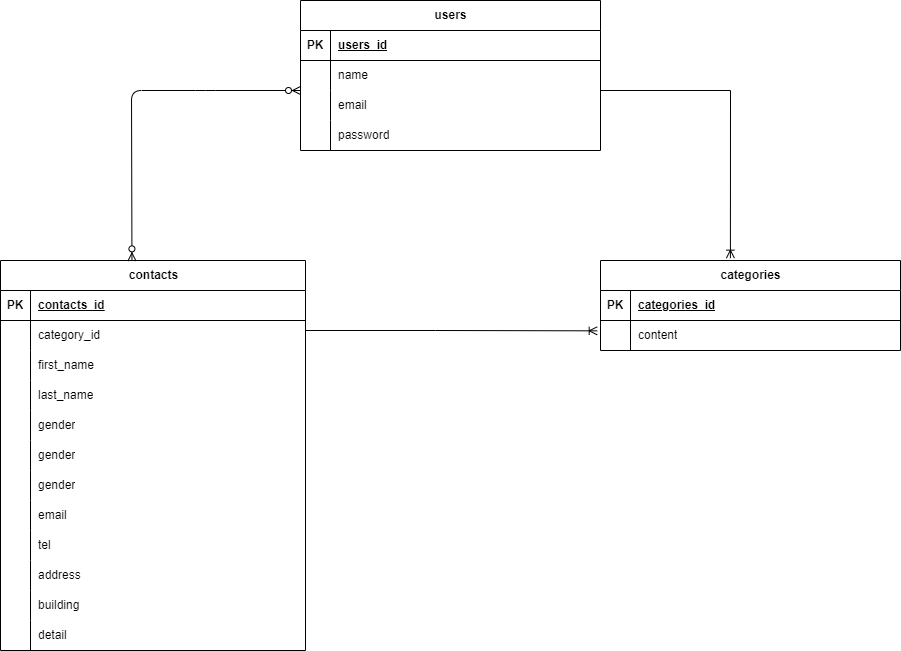 users
PK users_id
name
email
password
contacts
PK contacts_id
category_id
first_name
last_name
gender
gender
gender
email
tel
address
building
detail
categories
PK categories_id
content